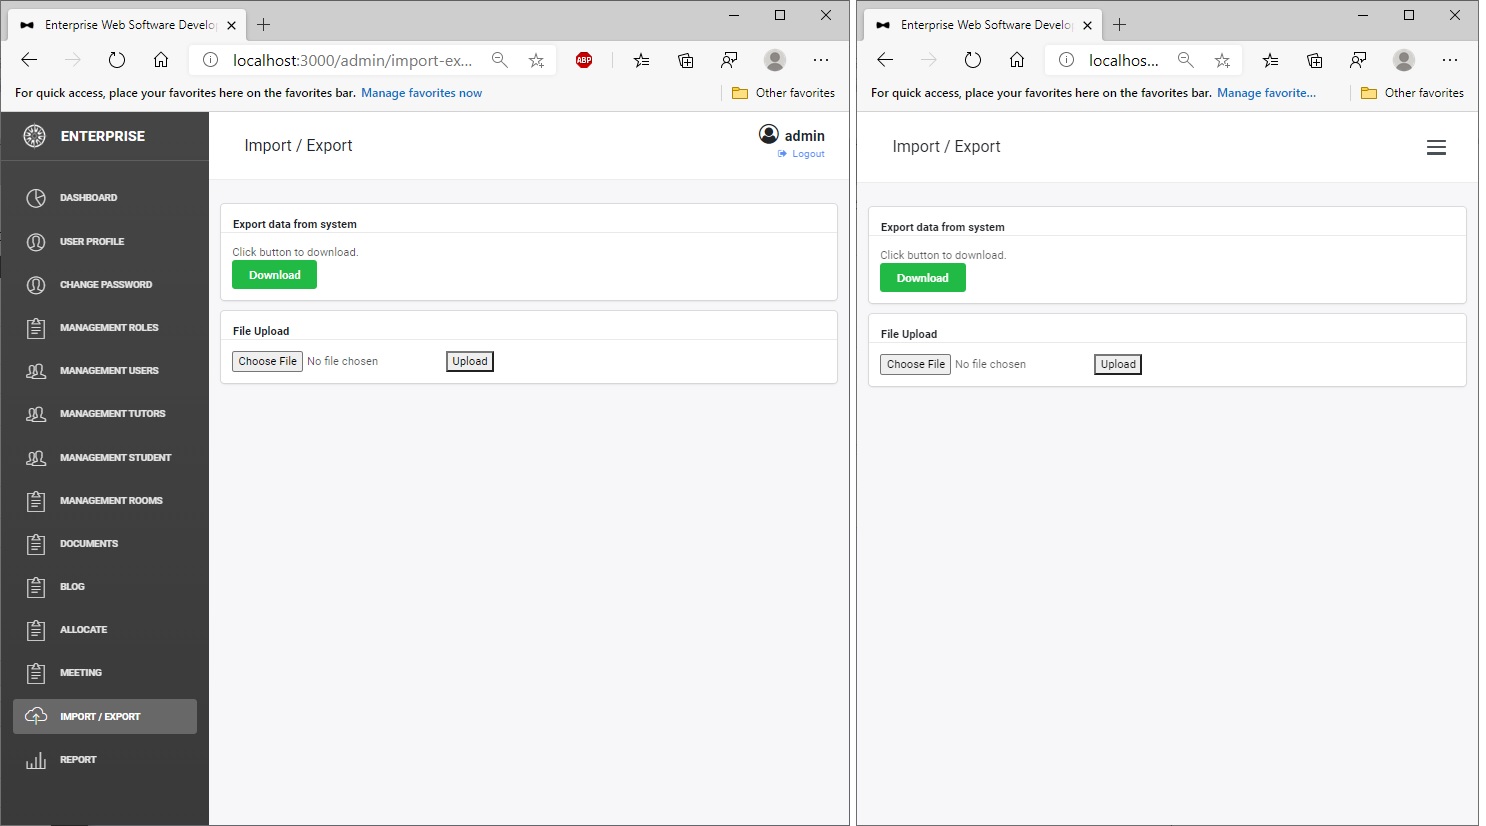 Enterprise Web Software Develo
localhost:3000/admin/import-ex...
ABP
For quick access, place your favorites here on the favorites bar. Manage favorites now
Other favorites
ENTERPRISE
DASHBOARD
USER PROFILE
CHANGE PASSWORD
MANAGEMENT ROLES
MANAGEMENT USERS
MANAGEMENT TUTORS
MANAGEMENT STUDENT
MANAGEMENT ROOMS
DOCUMENTS
BLOG
ALLOCATE
MEETING
IMPORT / EXPORT
REPORT
Import / Export
admin
Logout
Export data from system
Click button to download.
Download
File Upload
Choose File No file chosen Upload
Enterprise Web Software Develo
localhos...
For quick access, place your favorites here on the favorites bar. Manage favorite...
Other favorites
Import / Export
Export data from system
Click button to download.
Download
File Upload
Choose File No file chosen Upload